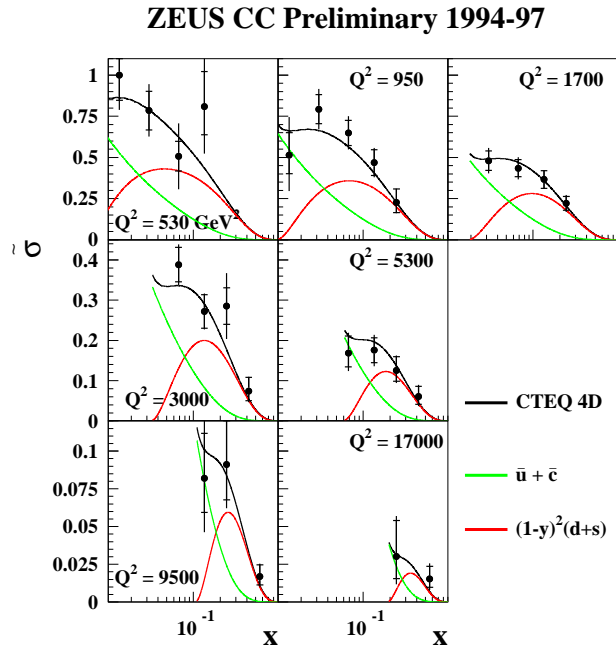 ZEUS CC Preliminary 1994-97
1
0.75
0.5
0.25
0
Q² = 530 GeV²
Q² = 950
Q² = 1700
σ̃
0.4
0.3
0.2
0.1
0
Q² = 3000
Q² = 5300
0.1
0.075
0.05
0.025
0
Q² = 9500
Q² = 17000
CTEQ 4D
ū + c̄
(1-y)²(d+s)
10⁻¹
x
10⁻¹
x